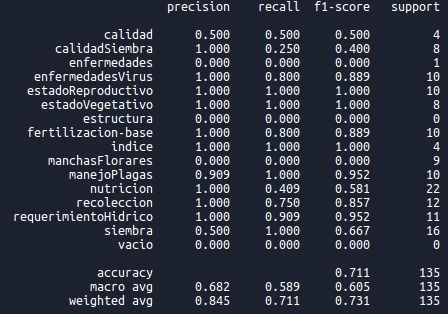 precision recall f1-score support
calidad 0.500 0.500 0.500 4
calidadSiembra 1.000 0.250 0.400 8
enfermedades 0.000 0.000 0.000 1
enfermedadesVirus 1.000 0.800 0.889 10
estadoReproductivo 1.000 1.000 1.000 10
estadoVegetativo 1.000 1.000 1.000 8
estructura 0.000 0.000 0.000 0
fertilizacion-base 1.000 0.800 0.889 10
indice 1.000 1.000 1.000 4
manchasFlorares 0.000 0.000 0.000 9
manejoPlagas 0.909 1.000 0.952 10
nutricion 1.000 0.409 0.581 22
recoleccion 1.000 0.750 0.857 12
requerimientoHidrico 1.000 0.909 0.952 11
siembra 0.500 1.000 0.667 16
vacio 0.000 0.000 0.000 0
accuracy 0.711 135
macro avg 0.682 0.589 0.605 135
weighted avg 0.845 0.711 0.731 135